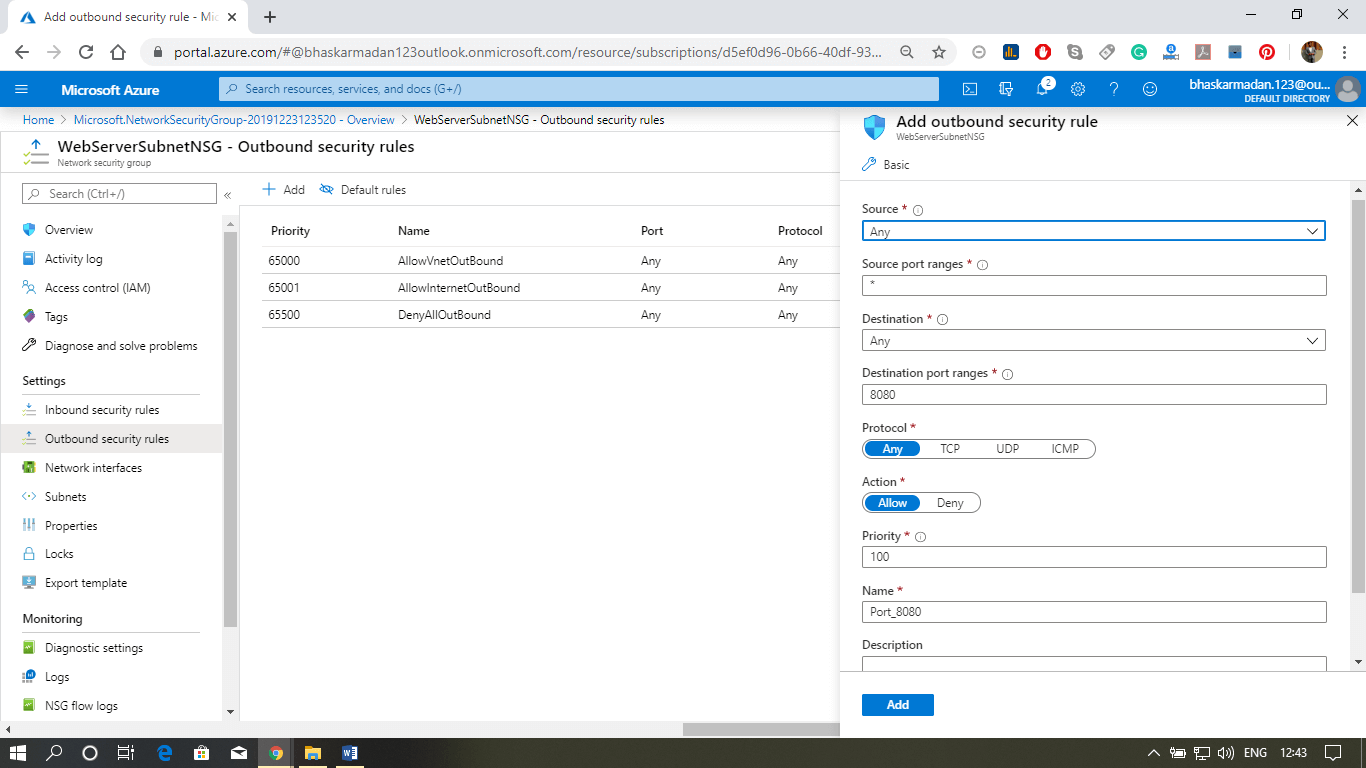 Add outbound security rule - Mic
portal.azure.com/#@bhaskarmadan123outlook.onmicrosoft.com/resource/subscriptions/d5ef0d96-0b66-40df-93...
Microsoft Azure
Search resources, services, and docs (G+/)
2
bhaskarmadan.123@ou...
DEFAULT DIRECTORY
Home > Microsoft.NetworkSecurityGroup-20191223123520 - Overview > WebServerSubnetNSG - Outbound security rules
WebServerSubnetNSG - Outbound security rules
Network security group
Search (Ctrl+/)
«
Overview
Activity log
Access control (IAM)
Tags
Diagnose and solve problems
Settings
Inbound security rules
Outbound security rules
Network interfaces
Subnets
Properties
Locks
Export template
Monitoring
Diagnostic settings
Logs
NSG flow logs
Add Default rules
Priority Name Port Protocol
65000 AllowVnetOutBound Any Any
65001 AllowInternetOutBound Any Any
65500 DenyAllOutBound Any Any
Add outbound security rule
WebServerSubnetNSG
Basic
Source *
Any
Source port ranges *
*
Destination *
Any
Destination port ranges *
8080
Protocol *
Any TCP UDP ICMP
Action *
Allow Deny
Priority *
100
Name *
Port_8080
Description
Add
ENG 12:43